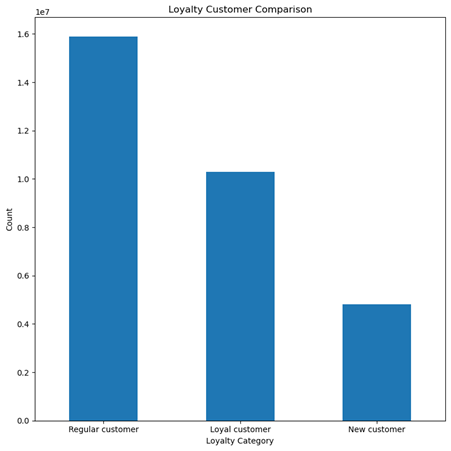 Loyalty Customer Comparison
1e7
1.6
1.4
1.2
1.0
0.8
0.6
0.4
0.2
0.0
Count
Regular customer
Loyal customer
New customer
Loyalty Category